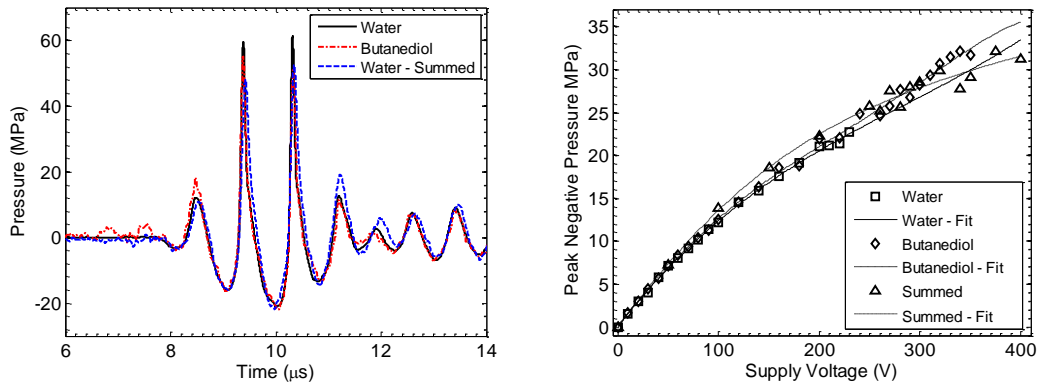 60
40
20
0
-20
6
8
10
12
14
Pressure (MPa)
Time (μs)
Water
Butanediol
Water - Summed
35
30
25
20
15
10
5
0
0
100
200
300
400
Peak Negative Pressure MPa
Supply Voltage (V)
Water
Water - Fit
Butanediol
Butanediol - Fit
Summed
Summed - Fit